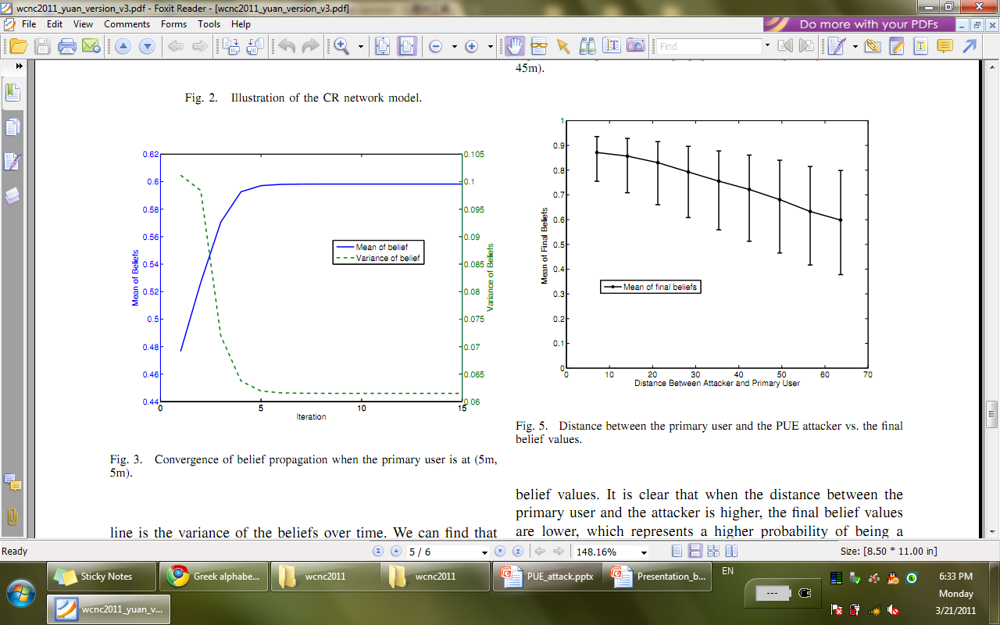 wcnc2011_yuan_version_v3.pdf - Foxit Reader - [wcnc2011_yuan_version_v3.pdf]
File Edit View Comments Forms Tools Help
Do more with your PDFs
Find
45m).
Fig. 2. Illustration of the CR network model.
0.62
0.6
0.58
0.56
0.54
0.52
0.5
0.48
0.46
0.44
Mean of Beliefs
0 5 10 15
Iteration
0.105
0.1
0.095
0.09
0.085
0.08
0.075
0.07
0.065
0.06
Variance of Beliefs
Mean of belief
Variance of belief
Fig. 3. Convergence of belief propagation when the primary user is at (5m,
5m).
line is the variance of the beliefs over time. We can find that
1
0.9
0.8
0.7
0.6
0.5
0.4
0.3
0.2
0.1
0
Mean of Final Beliefs
Mean of final beliefs
0 10 20 30 40 50 60 70
Distance Between Attacker and Primary User
Fig. 5. Distance between the primary user and the PUE attacker vs. the final
belief values.
belief values. It is clear that when the distance between the
primary user and the attacker is higher, the final belief values
are lower, which represents a higher probability of being a
Ready
5 / 6
148.16%
Size: [8.50 * 11.00 in]
Sticky Notes
Greek alphabe...
wcnc2011
wcnc2011
PUE_attack.pptx
Presentation_b...
EN
---
wcnc2011_yuan_v...
6:33 PM
Monday
3/21/2011